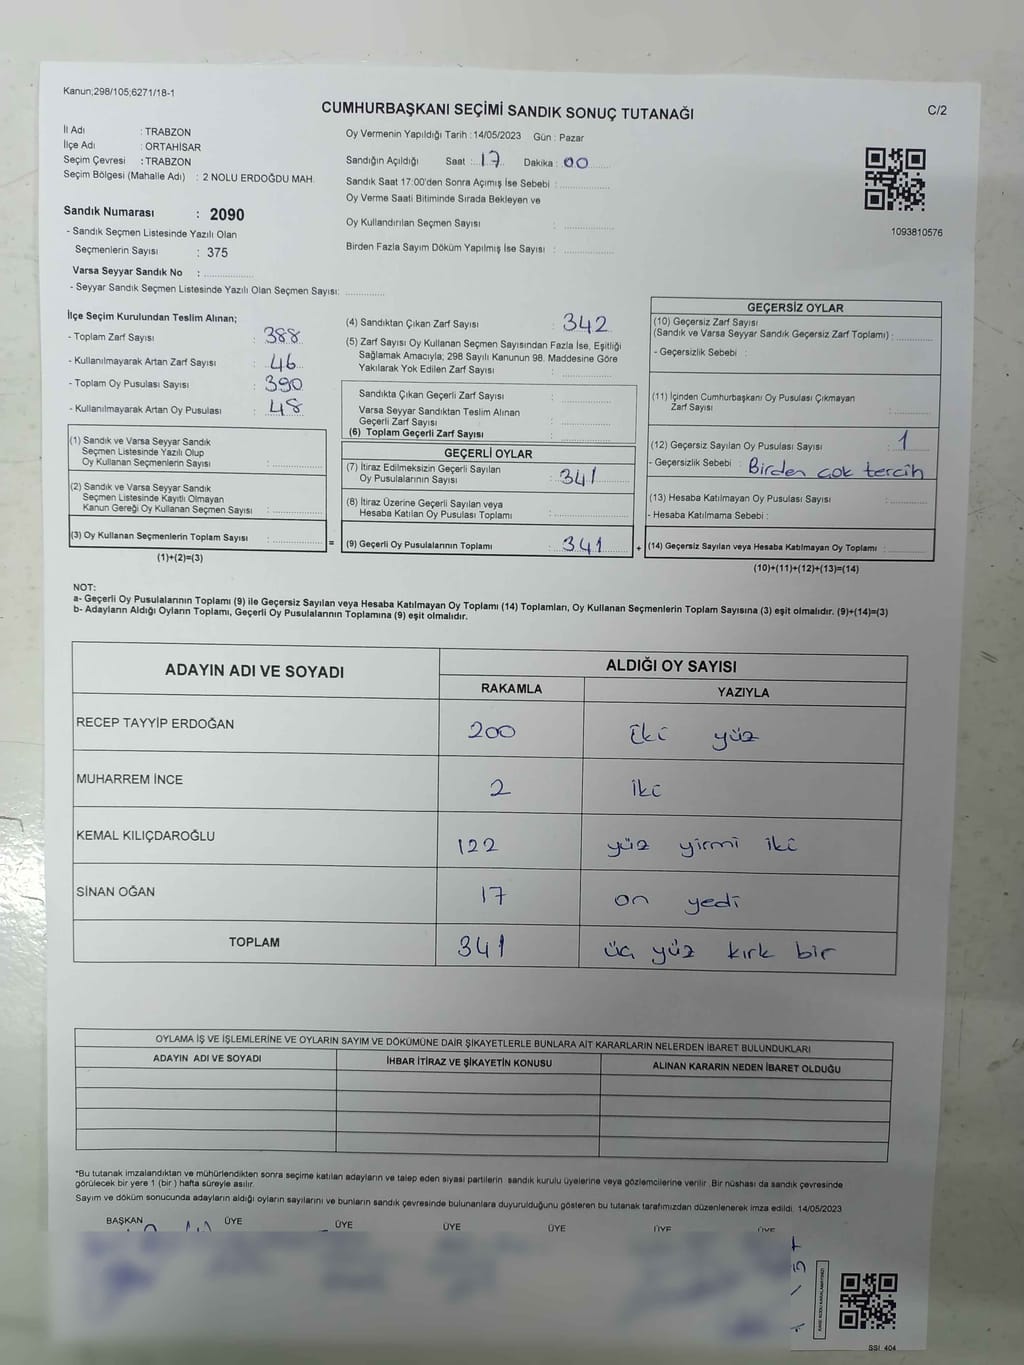 Kanun;298/105;6271/18-1
CUMHURBAŞKANI SEÇİMİ SANDIK SONUÇ TUTANAĞI
C/2
İl Adı : TRABZON
İlçe Adı : ORTAHİSAR
Seçim Çevresi : TRABZON
Seçim Bölgesi (Mahalle Adı) : 2 NOLU ERDOĞDU MAH.
Sandık Numarası : 2090
- Sandık Seçmen Listesinde Yazılı Olan
Seçmenlerin Sayısı : 375
Varsa Seyyar Sandık No :
- Seyyar Sandık Seçmen Listesinde Yazılı Olan Seçmen Sayısı:
Oy Vermenin Yapıldığı Tarih : 14/05/2023 Gün : Pazar
Sandığın Açıldığı Saat : 17 Dakika : 00
Sandık Saat 17:00'den Sonra Açımış İse Sebebi :
Oy Verme Saati Bitiminde Sırada Bekleyen ve
Oy Kullandırılan Seçmen Sayısı :
Birden Fazla Sayım Döküm Yapılmış İse Sayısı :
1093810576
İlçe Seçim Kurulundan Teslim Alınan;
- Toplam Zarf Sayısı : 388
- Kullanılmayarak Artan Zarf Sayısı : 46
- Toplam Oy Pusulası Sayısı : 390
- Kullanılmayarak Artan Oy Pusulası : 48
(1) Sandık ve Varsa Seyyar Sandık
Seçmen Listesinde Yazılı Olup
Oy Kullanan Seçmenlerin Sayısı :
(2) Sandık ve Varsa Seyyar Sandık
Seçmen Listesinde Kayıtlı Olmayan
Kanun Gereği Oy Kullanan Seçmen Sayısı :
(3) Oy Kullanan Seçmenlerin Toplam Sayısı :
(1)+(2)=(3)
=
(4) Sandıktan Çıkan Zarf Sayısı : 342
(5) Zarf Sayısı Oy Kullanan Seçmen Sayısından Fazla İse, Eşitliği
Sağlamak Amacıyla; 298 Sayılı Kanunun 98. Maddesine Göre
Yakılarak Yok Edilen Zarf Sayısı :
Sandıkta Çıkan Geçerli Zarf Sayısı :
Varsa Seyyar Sandıktan Teslim Alınan
Geçerli Zarf Sayısı :
(6) Toplam Geçerli Zarf Sayısı :
GEÇERLİ OYLAR
(7) İtiraz Edilmeksizin Geçerli Sayılan
Oy Pusulalarının Sayısı : 341
(8) İtiraz Üzerine Geçerli Sayılan veya
Hesaba Katılan Oy Pusulası Toplamı :
(9) Geçerli Oy Pusulalarının Toplamı : 341
+
GEÇERSİZ OYLAR
(10) Geçersiz Zarf Sayısı
(Sandık ve Varsa Seyyar Sandık Geçersiz Zarf Toplamı) :
- Geçersizlik Sebebi :
(11) İçinden Cumhurbaşkanı Oy Pusulası Çıkmayan
Zarf Sayısı :
(12) Geçersiz Sayılan Oy Pusulası Sayısı : 1
- Geçersizlik Sebebi : Birden çok tercih
(13) Hesaba Katılmayan Oy Pusulası Sayısı :
- Hesaba Katılmama Sebebi :
(14) Geçersiz Sayılan veya Hesaba Katılmayan Oy Toplamı :
(10)+(11)+(12)+(13)=(14)
NOT:
a- Geçerli Oy Pusulalarının Toplamı (9) ile Geçersiz Sayılan veya Hesaba Katılmayan Oy Toplamı (14) Toplamları, Oy Kullanan Seçmenlerin Toplam Sayısına (3) eşit olmalıdır. (9)+(14)=(3)
b- Adayların Aldığı Oyların Toplamı, Geçerli Oy Pusulalarının Toplamına (9) eşit olmalıdır.
ADAYIN ADI VE SOYADI
ALDIĞI OY SAYISI
RAKAMLA YAZIYLA
RECEP TAYYİP ERDOĞAN 200 İki yüz
MUHARREM İNCE 2 iki
KEMAL KILIÇDAROĞLU 122 yüz yirmi iki
SİNAN OĞAN 17 on yedi
TOPLAM 341 üç yüz kırk bir
OYLAMA İŞ VE İŞLEMLERİNE VE OYLARIN SAYIM VE DÖKÜMÜNE DAİR ŞİKAYETLERLE BUNLARA AİT KARARLARIN NELERDEN İBARET BULUNDUKLARI
ADAYIN ADI VE SOYADI İHBAR İTİRAZ VE ŞİKAYETİN KONUSU ALINAN KARARIN NEDEN İBARET OLDUĞU
*Bu tutanak imzalandıktan ve mühürlendikten sonra seçime katılan adayların ve talep eden siyasi partilerin sandık kurulu üyelerine veya gözlemcilerine verilir. Bir nüshası da sandık çevresinde
görülecek bir yere 1 (bir ) hafta süreyle asılır.
Sayım ve döküm sonucunda adayların aldığı oyların sayılarını ve bunların sandık çevresinde bulunanlara duyurulduğunu gösteren bu tutanak tarafımızdan düzenlenerek imza edildi. 14/05/2023
BAŞKAN ÜYE ÜYE ÜYE ÜYE ÜYE ÜYE
SSI 404